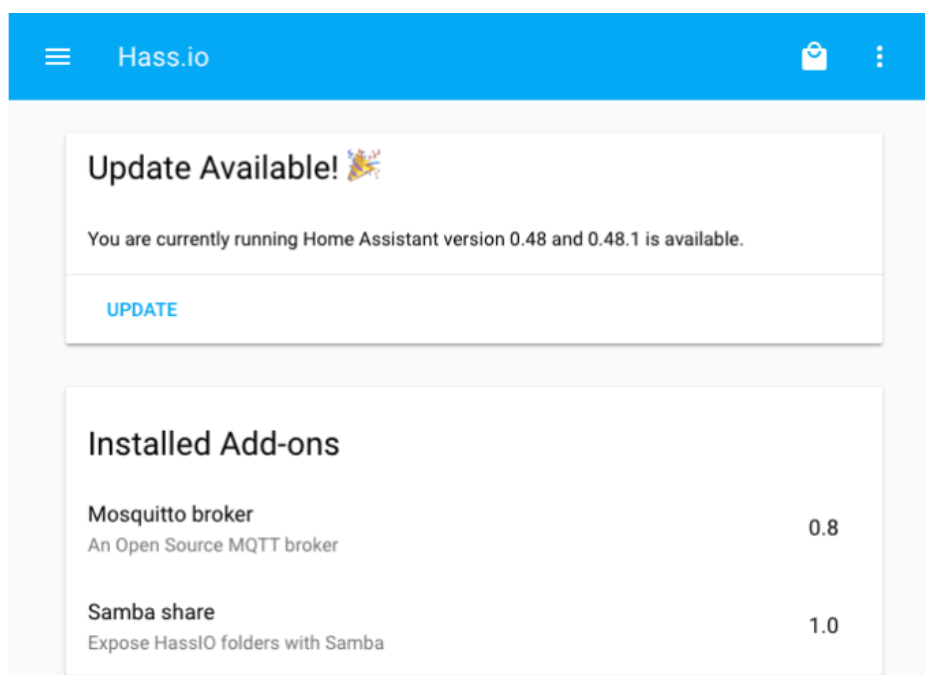 Hass.io
Update Available! 🎉
You are currently running Home Assistant version 0.48 and 0.48.1 is available.
UPDATE
Installed Add-ons
Mosquitto broker
An Open Source MQTT broker
0.8
Samba share
Expose HassIO folders with Samba
1.0